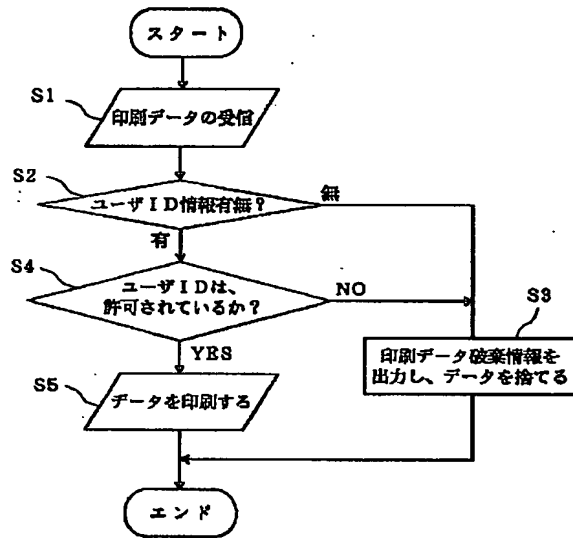 スタート
S1
印刷データの受信
S2
ユーザID情報有無?
無
有
S4
ユーザIDは、
許可されているか?
NO
YES
S3
印刷データ破棄情報を
出力し、データを捨てる
S5
データを印刷する
エンド